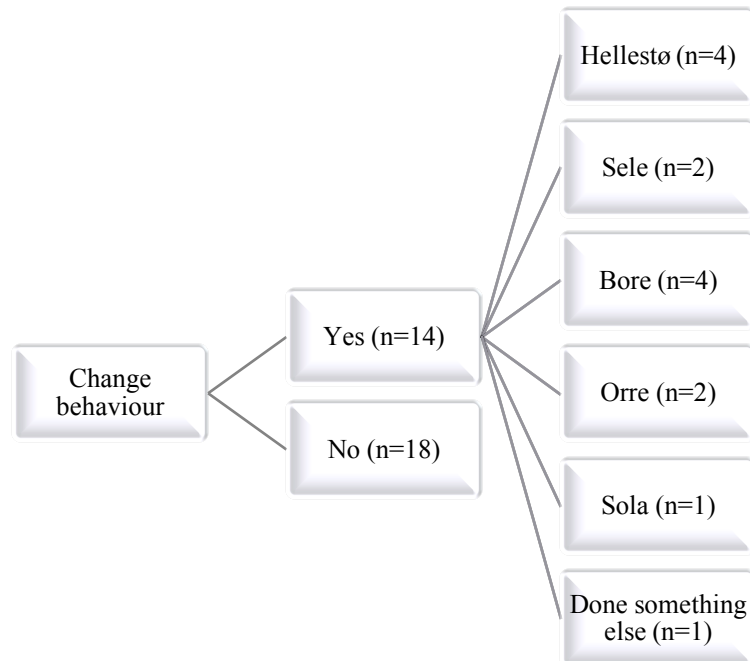 Change
behaviour
Yes (n=14)
No (n=18)
Hellestø (n=4)
Sele (n=2)
Bore (n=4)
Orre (n=2)
Sola (n=1)
Done something
else (n=1)